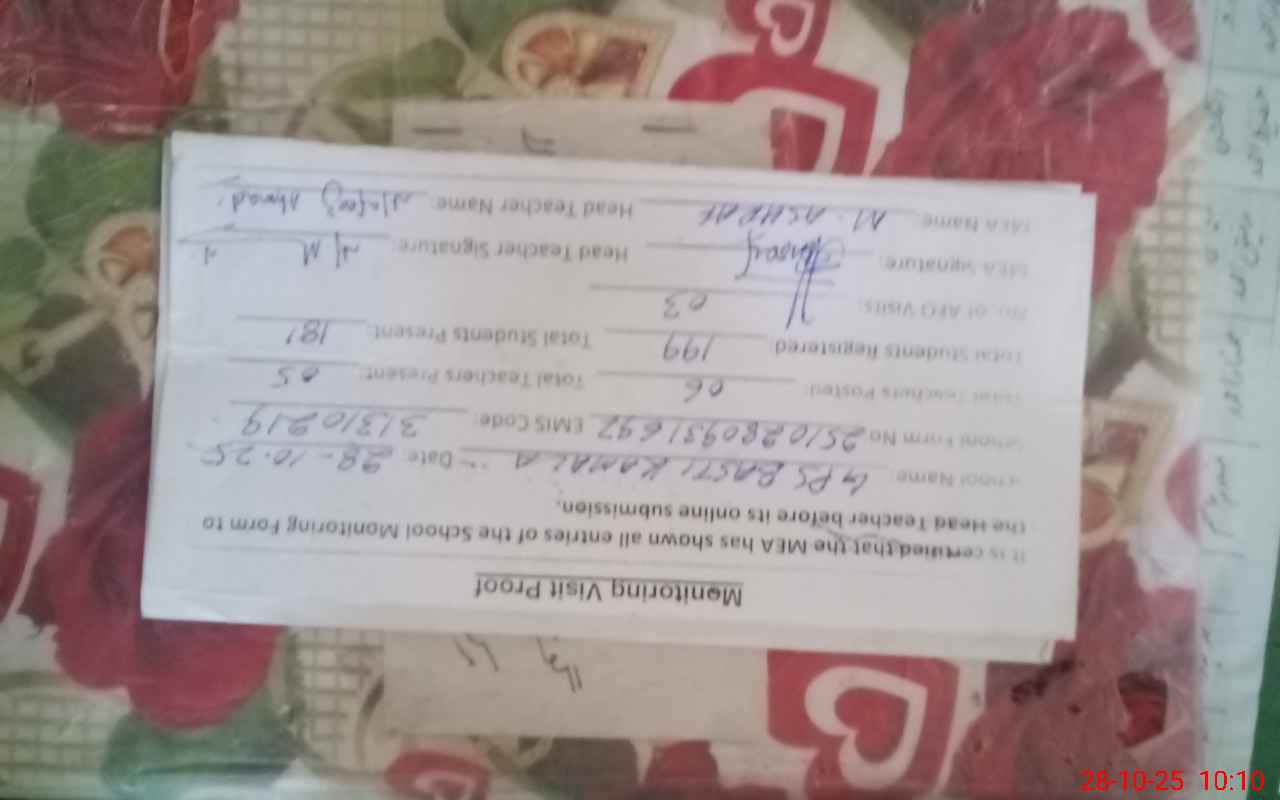 Monitoring Visit Proof
It is certified that the MEA has shown all entries of the School Monitoring Form to
the Head Teacher before its online submission.
School Name: GPS BASTI KAMALA Date 28-10-25
School Form No 2510280931692 EMIS Code: 31310219
Total Teachers Posted: 06 Total Teachers Present: 05
Total Students Registered 199 Total Students Present: 181
No. of AEO Visits 03
MEA Signature: Head Teacher Signature:
MEA Name: M. ASHRAF Head Teacher Name: Ahmad
28-10-25 10:10